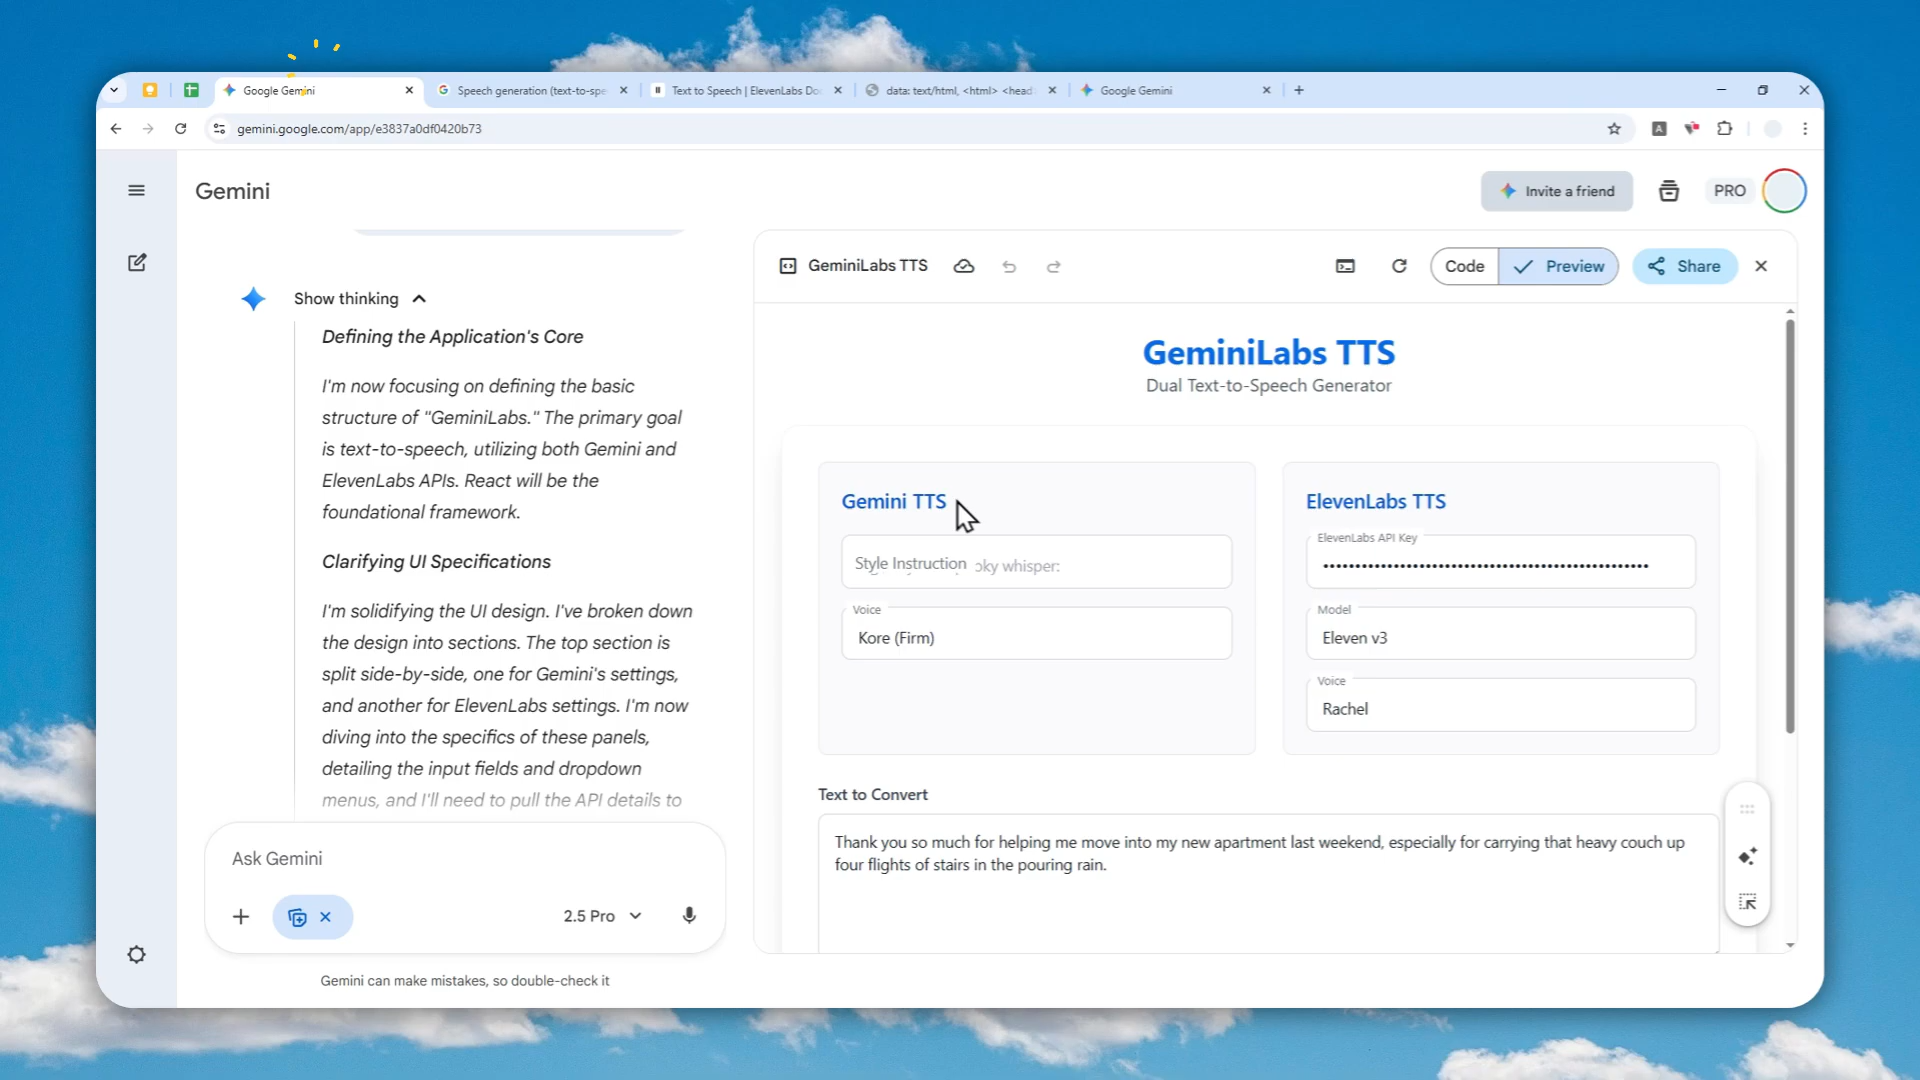 Google Gemini
Speech generation (text-to-spe
Text to Speech | ElevenLabs Do
data: text/html, <html> <head
Google Gemini
gemini.google.com/app/e3837a0df0420b73
Gemini
Invite a friend
PRO
Show thinking
Defining the Application's Core
I'm now focusing on defining the basic
structure of "GeminiLabs." The primary goal
is text-to-speech, utilizing both Gemini and
ElevenLabs APIs. React will be the
foundational framework.
Clarifying UI Specifications
I'm solidifying the UI design. I've broken down
the design into sections. The top section is
split side-by-side, one for Gemini's settings,
and another for ElevenLabs settings. I'm now
diving into the specifics of these panels,
detailing the input fields and dropdown
menus, and I'll need to pull the API details to
Ask Gemini
2.5 Pro
Gemini can make mistakes, so double-check it
GeminiLabs TTS
Code
Preview
Share
GeminiLabs TTS
Dual Text-to-Speech Generator
Gemini TTS
Style Instruction
whisper:
Voice
Kore (Firm)
ElevenLabs TTS
ElevenLabs API Key
Model
Eleven v3
Voice
Rachel
Text to Convert
Thank you so much for helping me move into my new apartment last weekend, especially for carrying that heavy couch up
four flights of stairs in the pouring rain.